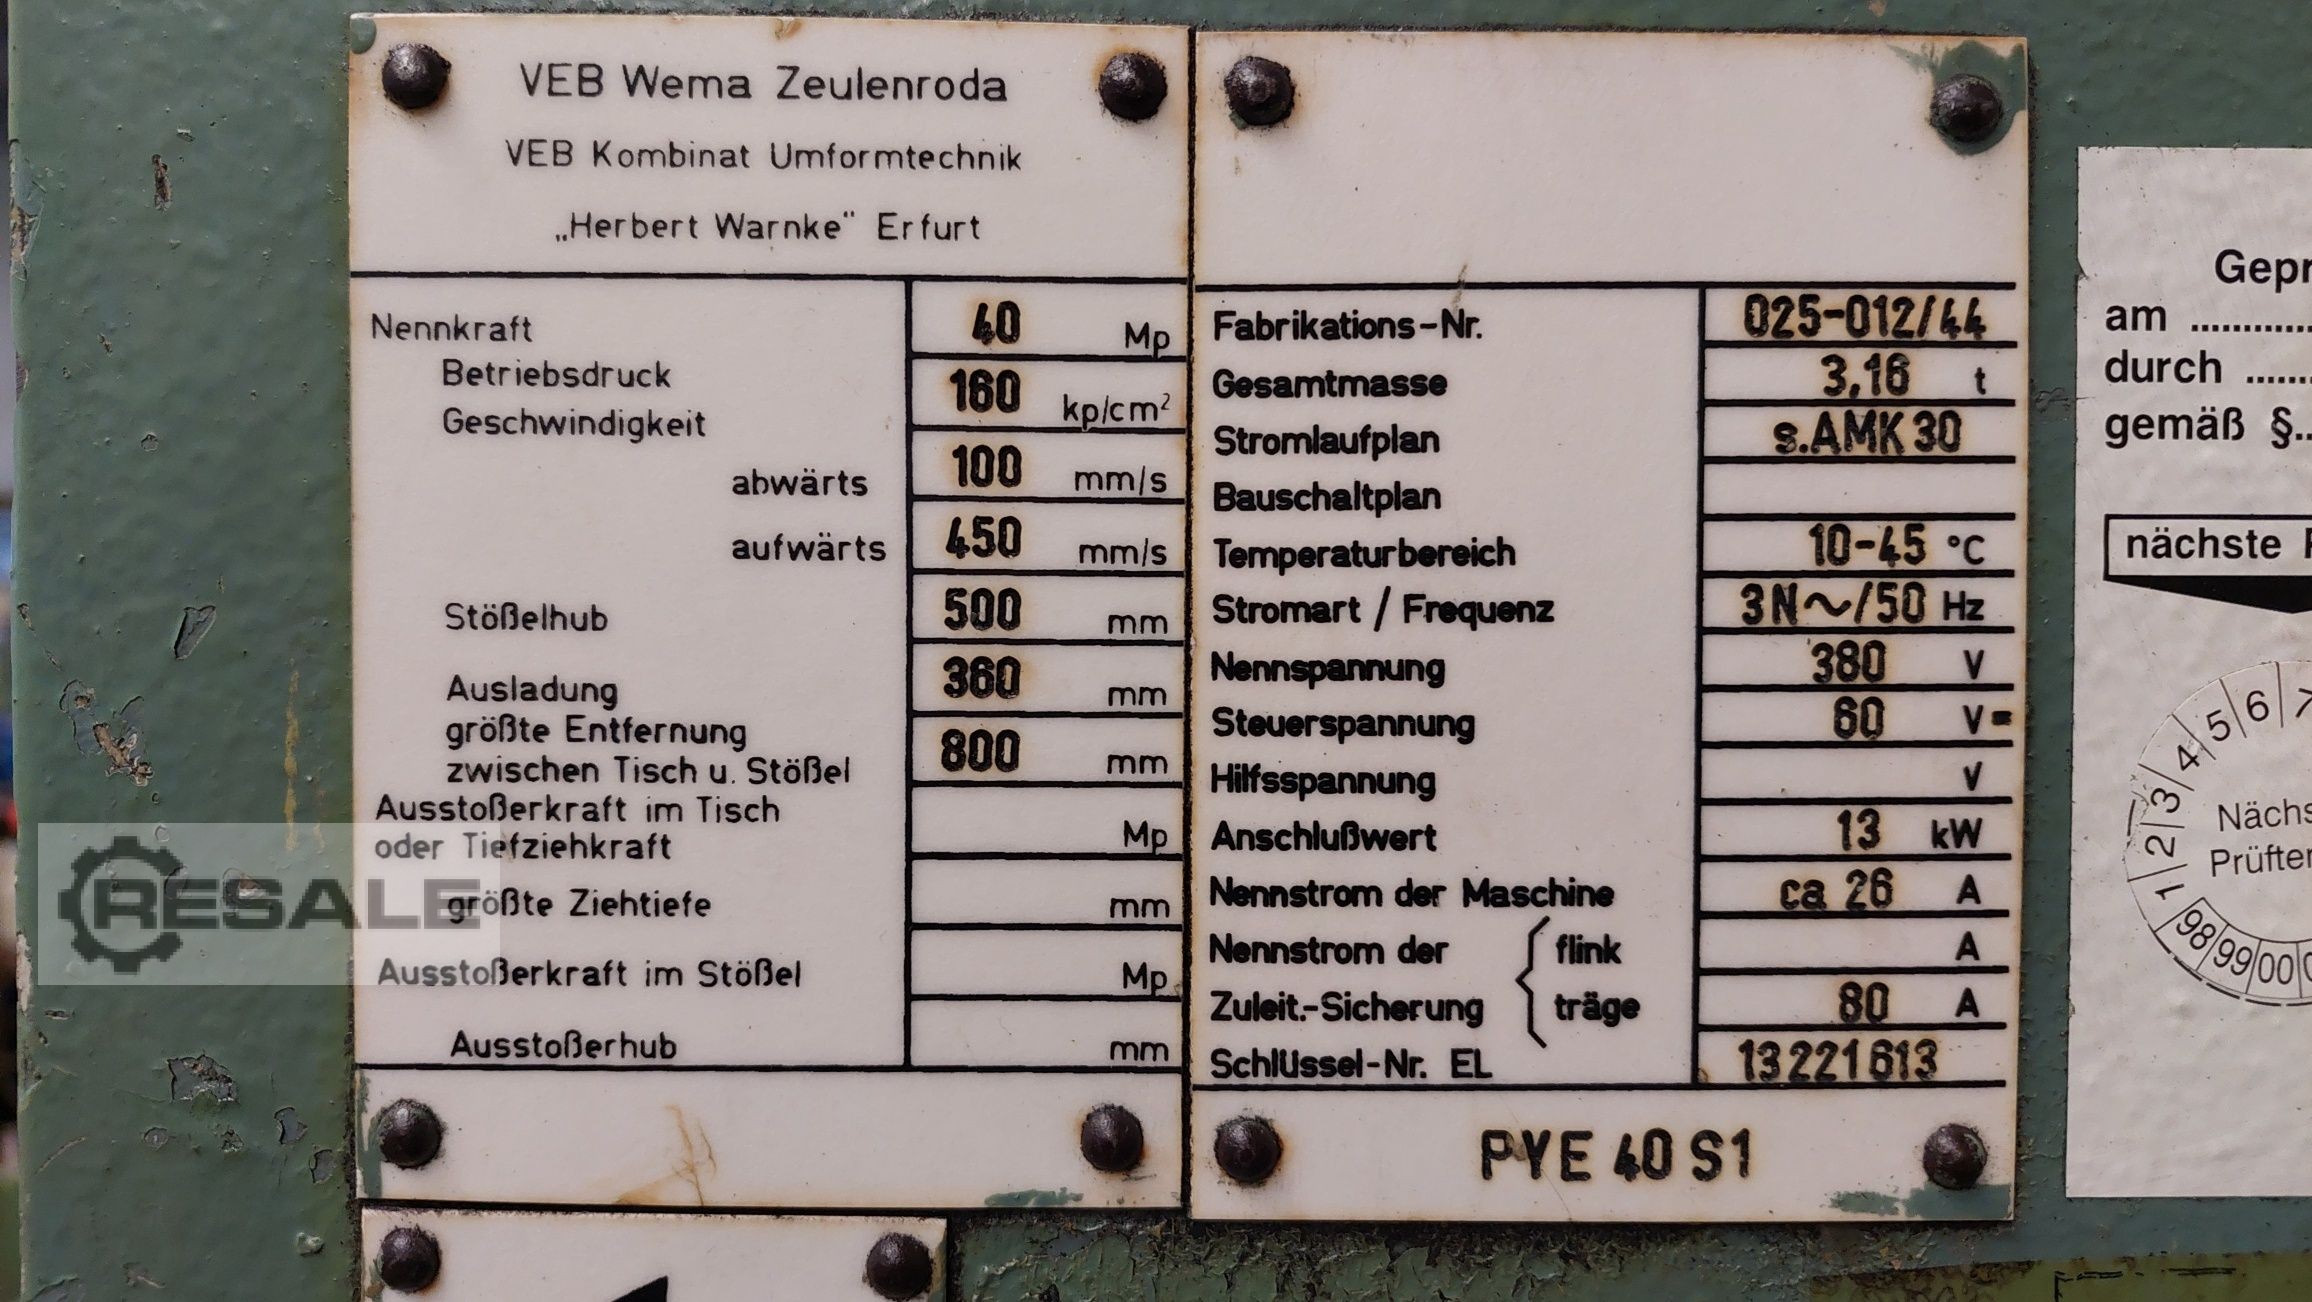 VEB Wema Zeulenroda
VEB Kombinat Umformtechnik
„Herbert Warnke“ Erfurt
Nennkraft 40 Mp
Betriebsdruck 160 kp/cm²
Geschwindigkeit
abwärts 100 mm/s
aufwärts 450 mm/s
Stößelhub 500 mm
Ausladung 360 mm
größte Entfernung
zwischen Tisch u. Stößel 800 mm
Ausstoßerkraft im Tisch
oder Tiefziehkraft Mp
größte Ziehtiefe mm
Ausstoßerkraft im Stößel Mp
Ausstoßerhub mm
RESALE
Fabrikations-Nr. 025-012/44
Gesamtmasse 3,16 t
Stromlaufplan s.AMK 30
Bauschaltplan
Temperaturbereich 10-45 °C
Stromart / Frequenz 3N~/50 Hz
Nennspannung 380 V
Steuerspannung 60 V=
Hilfsspannung V
Anschlußwert 13 kW
Nennstrom der Maschine ca 26 A
Nennstrom der { flink A
Zuleit.-Sicherung { träge 80 A
Schlüssel-Nr. EL 13221613
PYE 40 S1
Gepr
am ..............
durch ........
gemäß §..
nächste
1 2 3 4 5 6 7
Nächs
Prüfter
98 99 00